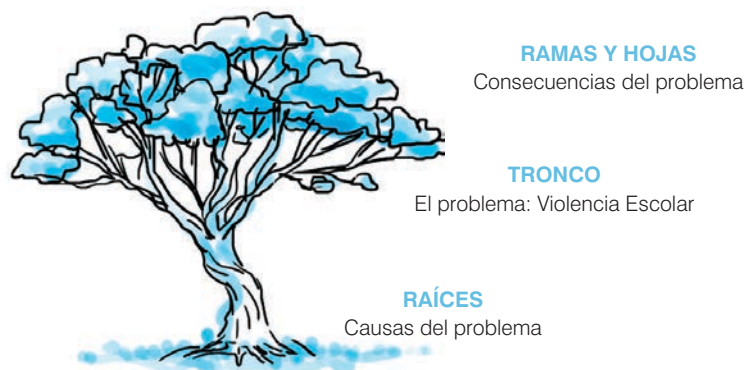 RAMAS Y HOJAS
Consecuencias del problema
TRONCO
El problema: Violencia Escolar
RAÍCES
Causas del problema